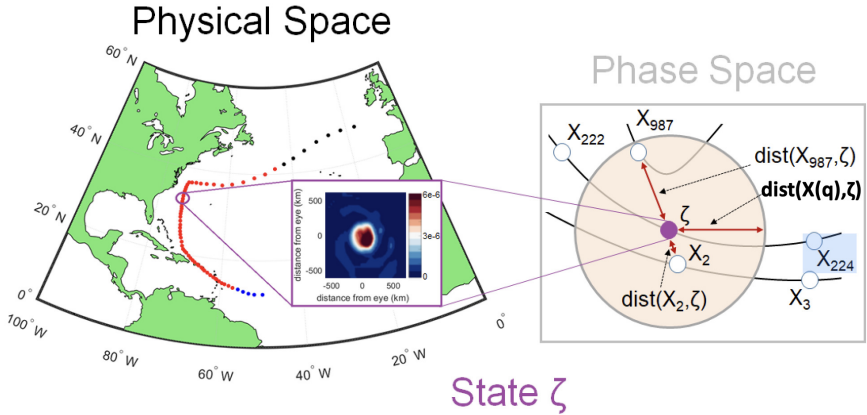 Physical Space
60°N
40°N
20°N
0°N
100°W
80°W
60°W
40°W
20°W
0°
distance from eye (km)
500
0
-500
-500
0
500
distance from eye (km)
6e-6
3e-6
0
State ζ
Phase Space
X222
X987
dist(X987,ζ)
dist(X(q),ζ)
ζ
X2
X224
dist(X2,ζ)
X3